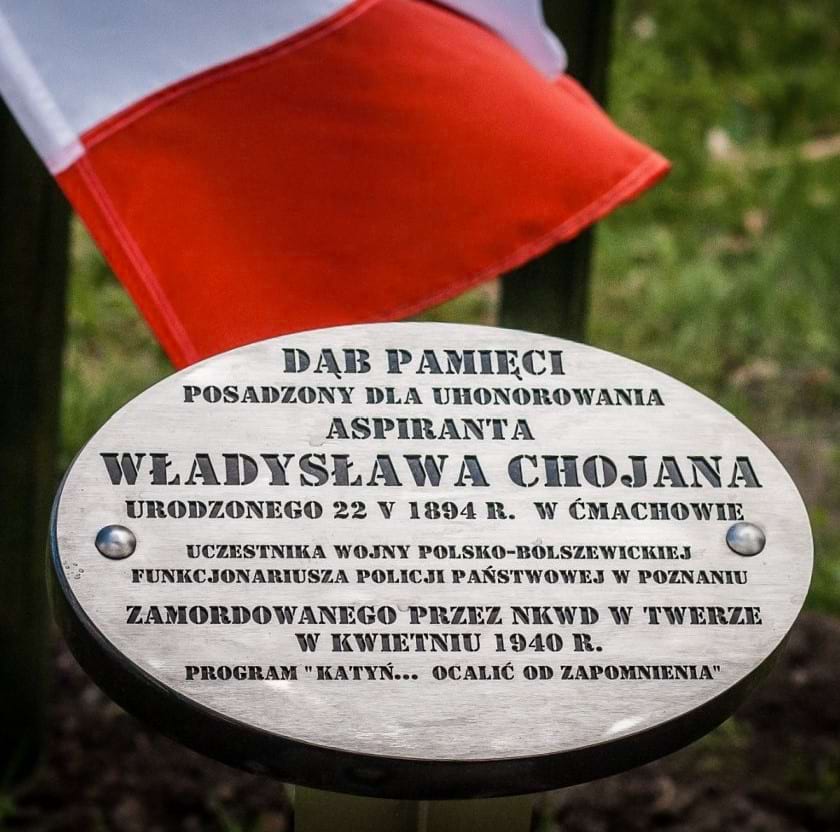 DĄB PAMIĘCI
POSADZONY DLA UHONOROWANIA
ASPIRANTA
WŁADYSŁAWA CHOJANA
URODZONEGO 22 V 1894 R. W ĆMACHOWIE
UCZESTNIKA WOJNY POLSKO-BOLSZEWICKIEJ
FUNKCJONARIUSZA POLICJI PAŃSTWOWEJ W POZNANIU
ZAMORDOWANEGO PRZEZ NKWD W TWERZE
W KWIETNIU 1940 R.
PROGRAM "KATYŃ... OCALIĆ OD ZAPOMNIENIA"